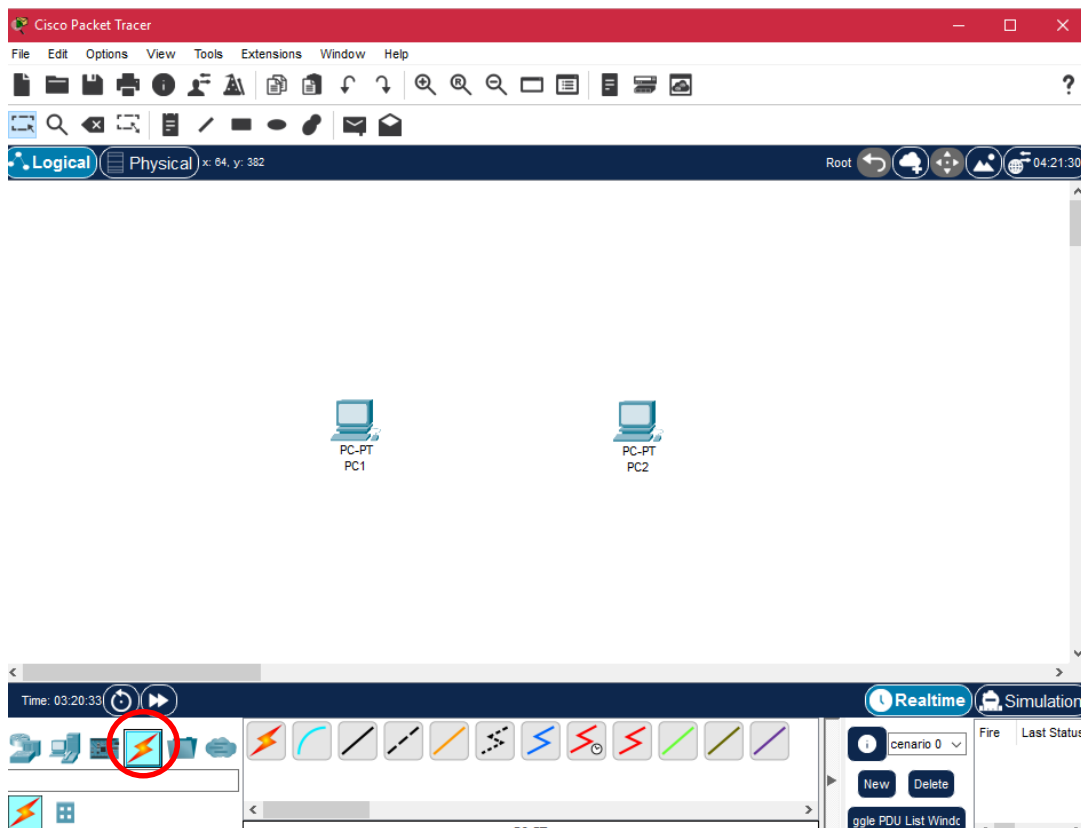 Cisco Packet Tracer
File Edit Options View Tools Extensions Window Help
?
Logical Physical x: 64, y: 382 Root 04:21:30
PC-PT
PC1
PC-PT
PC2
Time: 03:20:33 Realtime Simulation
cenario 0 Fire Last Status
New Delete
ggle PDU List Windc